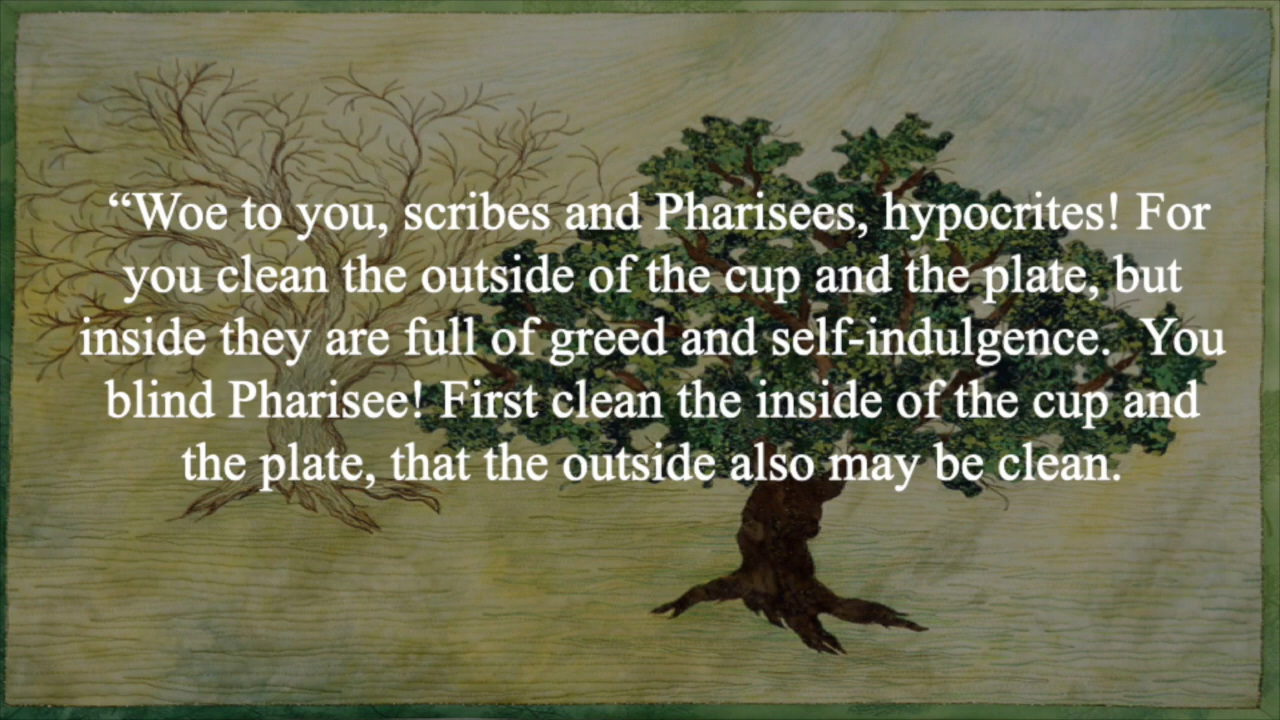 “Woe to you, scribes and Pharisees, hypocrites! For
you clean the outside of the cup and the plate, but
inside they are full of greed and self-indulgence.  You
blind Pharisee! First clean the inside of the cup and
the plate, that the outside also may be clean.